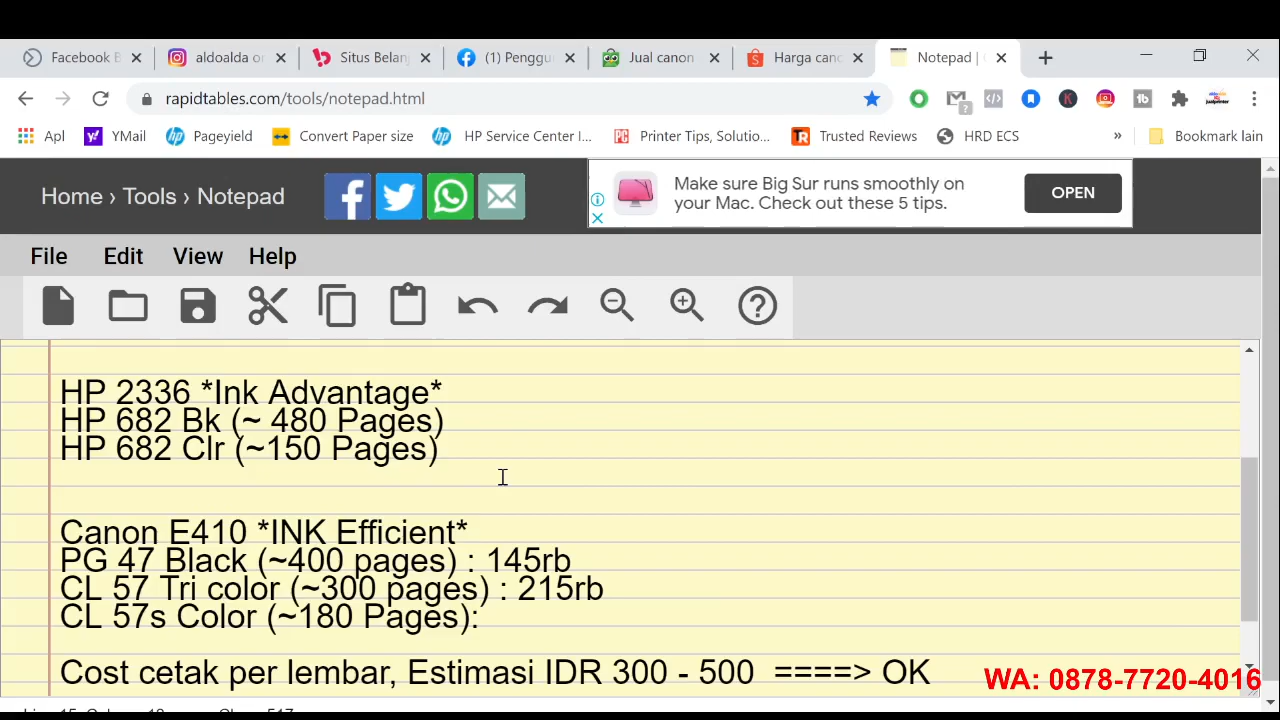 Facebook B
aldoalda o
Situs Belan
(1) Penggu
Jual canon
Harga cano
Notepad |
rapidtables.com/tools/notepad.html
Apl
YMail
Pageyield
Convert Paper size
HP Service Center I...
Printer Tips, Solutio...
Trusted Reviews
HRD ECS
»
Bookmark lain
Home › Tools › Notepad
Make sure Big Sur runs smoothly on
your Mac. Check out these 5 tips.
OPEN
File Edit View Help
HP 2336 *Ink Advantage*
HP 682 Bk (~ 480 Pages)
HP 682 Clr (~150 Pages)
Canon E410 *INK Efficient*
PG 47 Black (~400 pages) : 145rb
CL 57 Tri color (~300 pages) : 215rb
CL 57s Color (~180 Pages):
Cost cetak per lembar, Estimasi IDR 300 - 500 ====> OK
WA: 0878-7720-4016